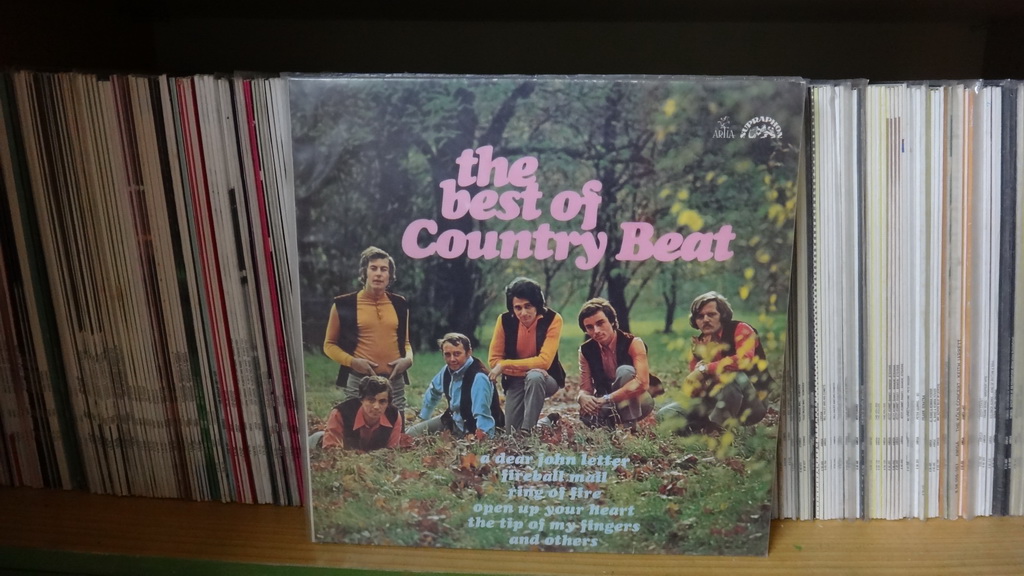 ARTIA
SUPRAPHON
the
best of
Country Beat
a dear john letter
fireball mail
ring of fire
open up your heart
the tip of my fingers
and others